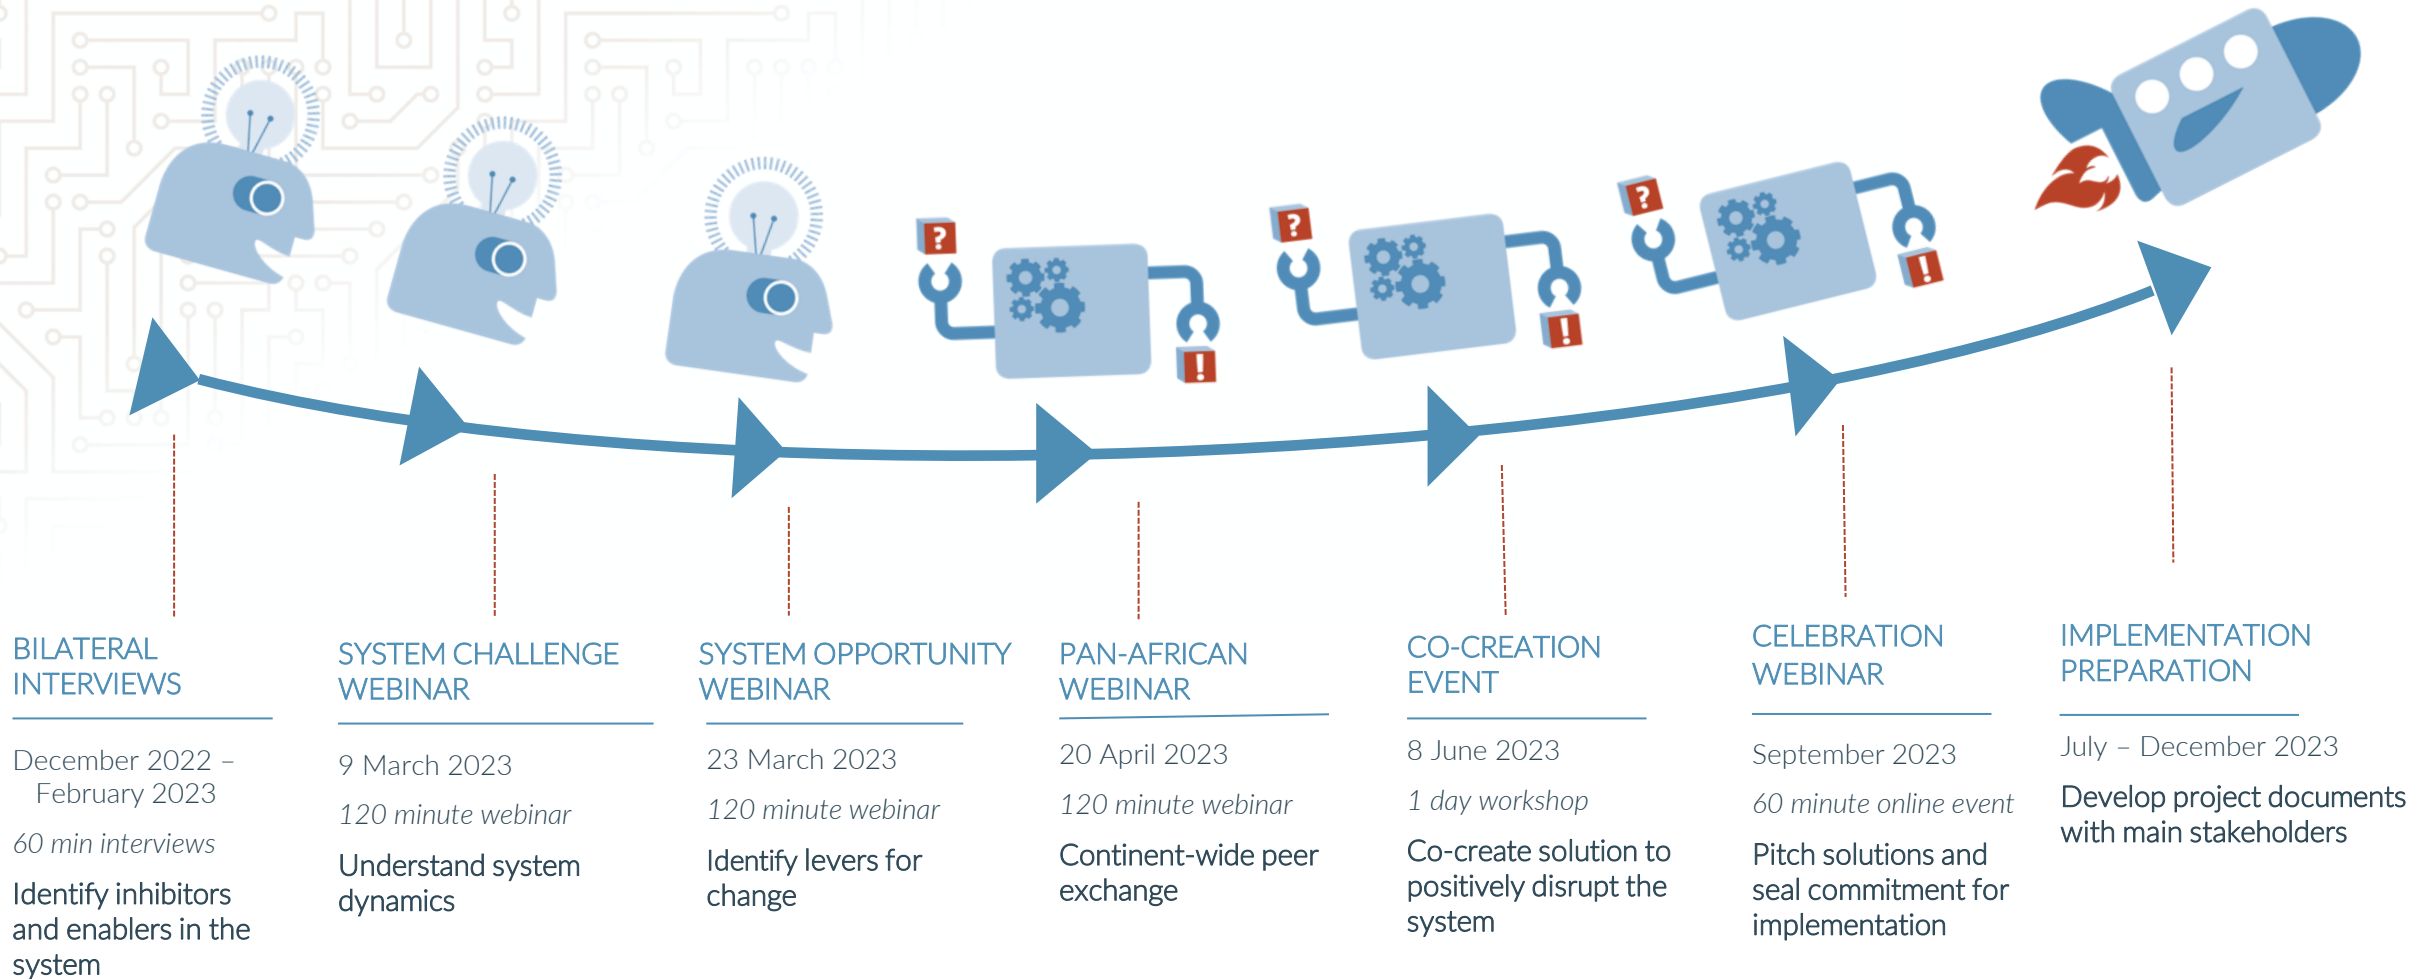 ?
!
?
!
?
!
BILATERAL
INTERVIEWS
December 2022 –
February 2023
60 min interviews
Identify inhibitors
and enablers in the
system
SYSTEM CHALLENGE
WEBINAR
9 March 2023
120 minute webinar
Understand system
dynamics
SYSTEM OPPORTUNITY
WEBINAR
23 March 2023
120 minute webinar
Identify levers for
change
PAN-AFRICAN
WEBINAR
20 April 2023
120 minute webinar
Continent-wide peer
exchange
CO-CREATION
EVENT
8 June 2023
1 day workshop
Co-create solution to
positively disrupt the
system
CELEBRATION
WEBINAR
September 2023
60 minute online event
Pitch solutions and
seal commitment for
implementation
IMPLEMENTATION
PREPARATION
July – December 2023
Develop project documents
with main stakeholders